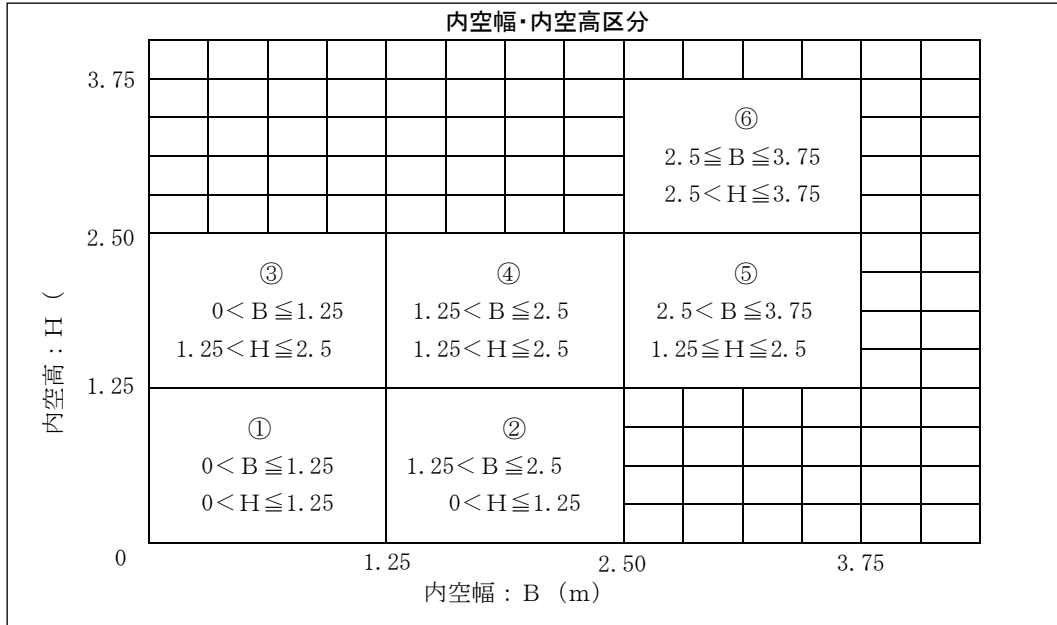 内空幅・内空高区分
3.75
⑥
2.5≦B≦3.75
2.5<H≦3.75
2.50
③
0<B≦1.25
1.25<H≦2.5
④
1.25<B≦2.5
1.25<H≦2.5
⑤
2.5<B≦3.75
1.25≦H≦2.5
内空高:H (
1.25
①
0<B≦1.25
0<H≦1.25
②
1.25<B≦2.5
0<H≦1.25
0
1.25
2.50
3.75
内空幅:B (m)